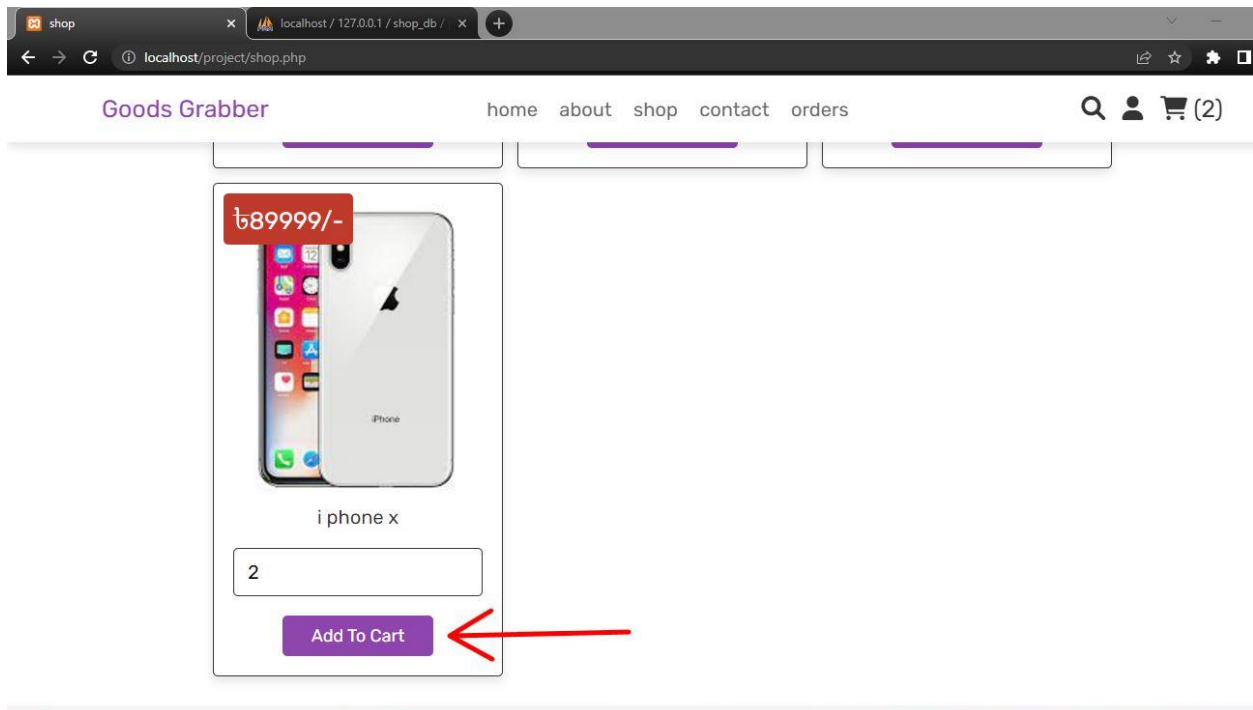 shop
localhost / 127.0.0.1 / shop_db /
localhost/project/shop.php
Goods Grabber
home about shop contact orders
(2)
৳89999/-
12
iPhone
i phone x
2
Add To Cart